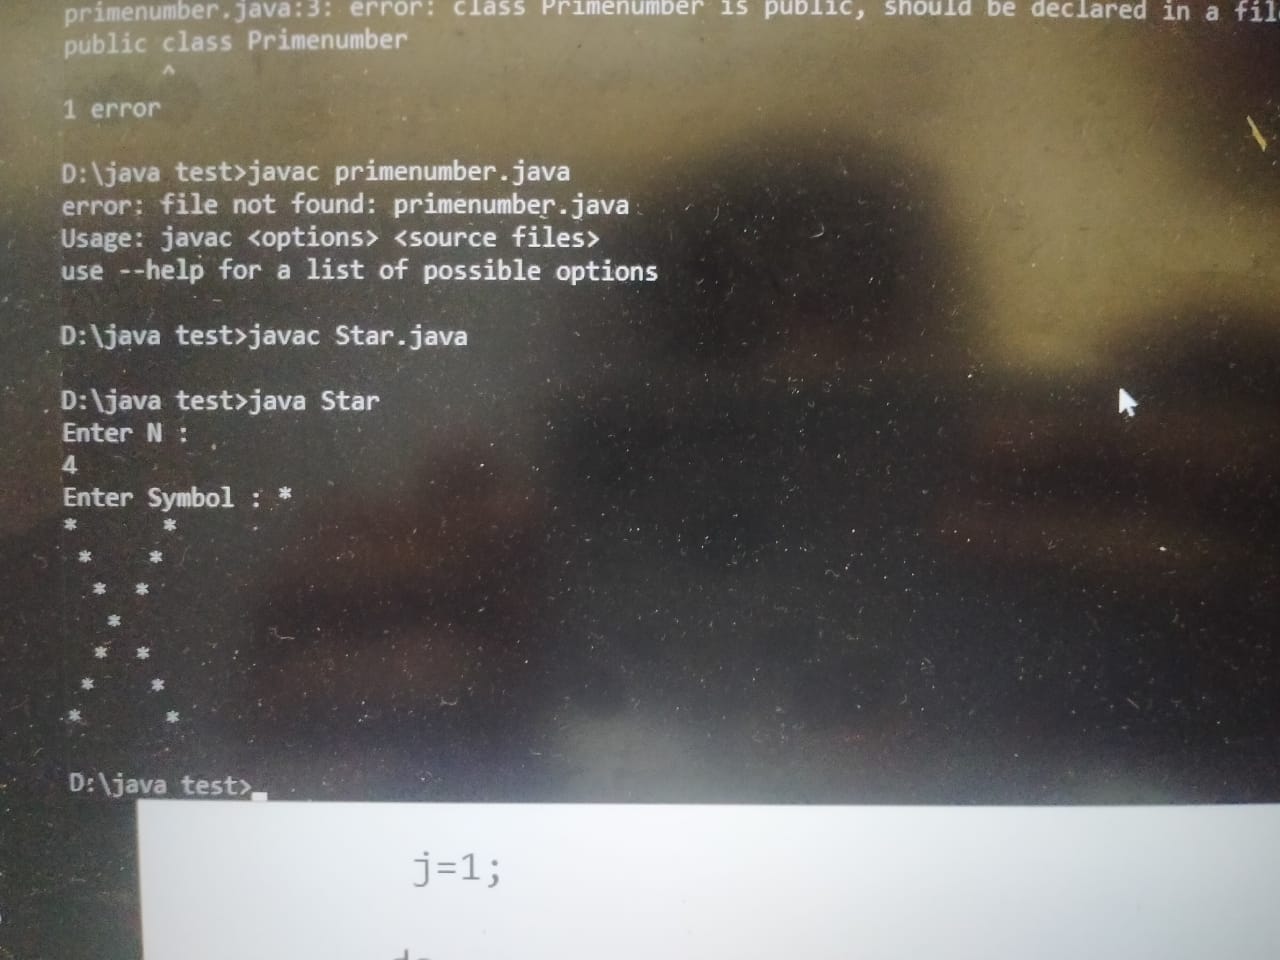 primenumber.java:3: error: class Primenumber is public, should be declared in a
public class Primenumber
^
1 error
D:\java test>javac primenumber.java
error: file not found: primenumber.java
Usage: javac <options> <source files>
use --help for a list of possible options
D:\java test>javac Star.java
D:\java test>java Star
Enter N :
4
Enter Symbol : *
*      *
 *    *
  *  *
   *
  *  *
 *    *
*      *
D:\java test>
j=1;